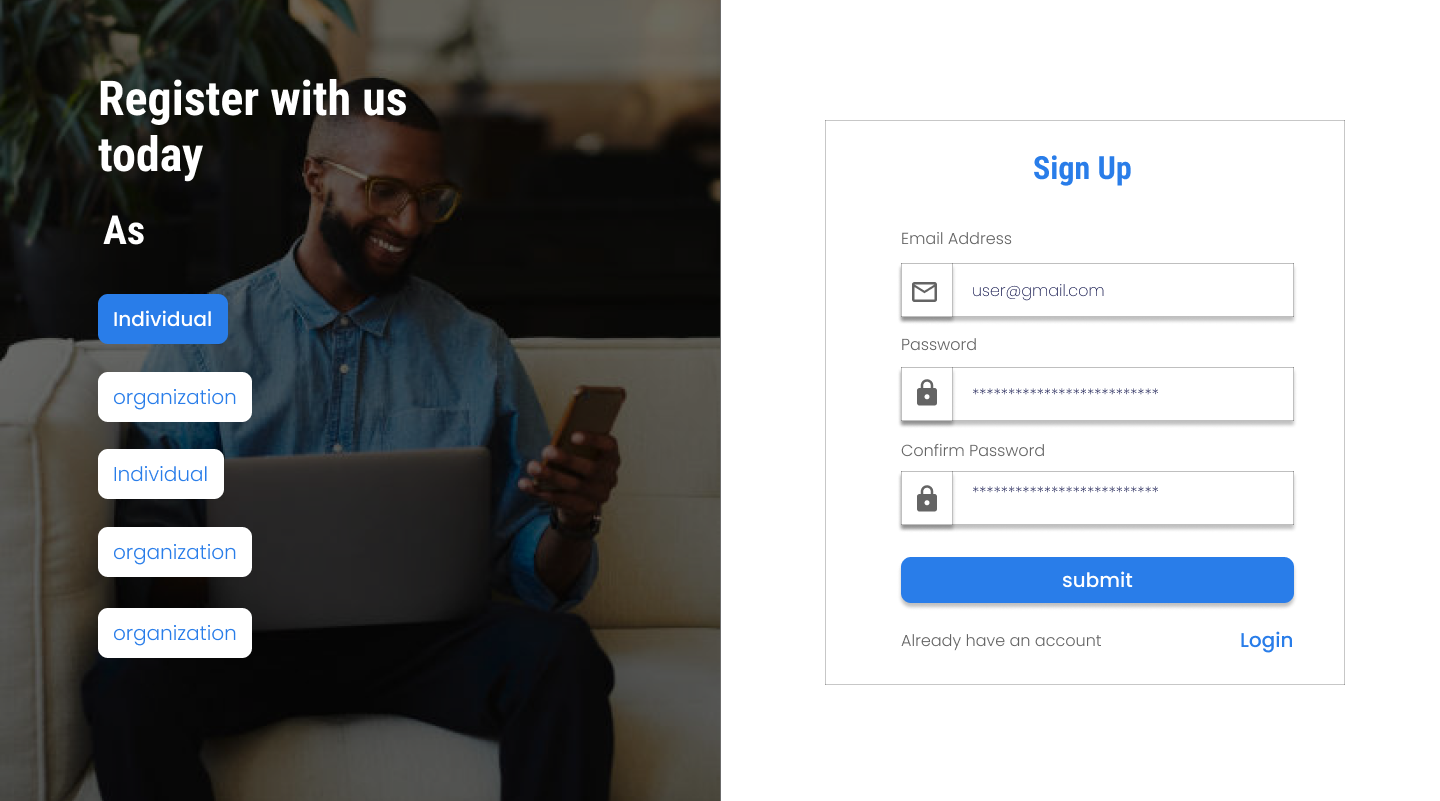 Register with us
today
As
Individual
organization
Individual
organization
organization
Sign Up
Email Address
user@gmail.com
Password
**************************
Confirm Password
**************************
submit
Already have an account
Login